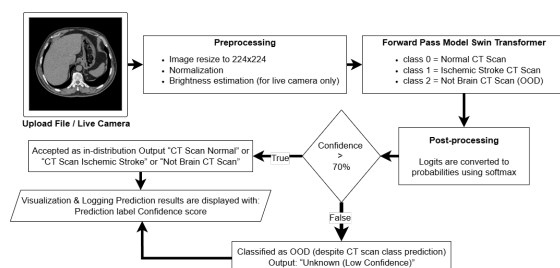 Upload File / Live Camera
Preprocessing
• Image resize to 224x224
• Normalization
• Brightness estimation (for live camera only)
Forward Pass Model Swin Transformer
• class 0 = Normal CT Scan
• class 1 = Ischemic Stroke CT Scan
• class 2 = Not Brain CT Scan (OOD)
Post-processing
Logits are converted to
probabilities using softmax
Confidence
>
70%
True
False
Accepted as in-distribution Output "CT Scan Normal" or
"CT Scan Ischemic Stroke" or "Not Brain CT Scan"
Visualization & Logging Prediction results are displayed with:
Prediction label Confidence score
Classified as OOD (despite CT scan class prediction)
Output: "Unknown (Low Confidence)"